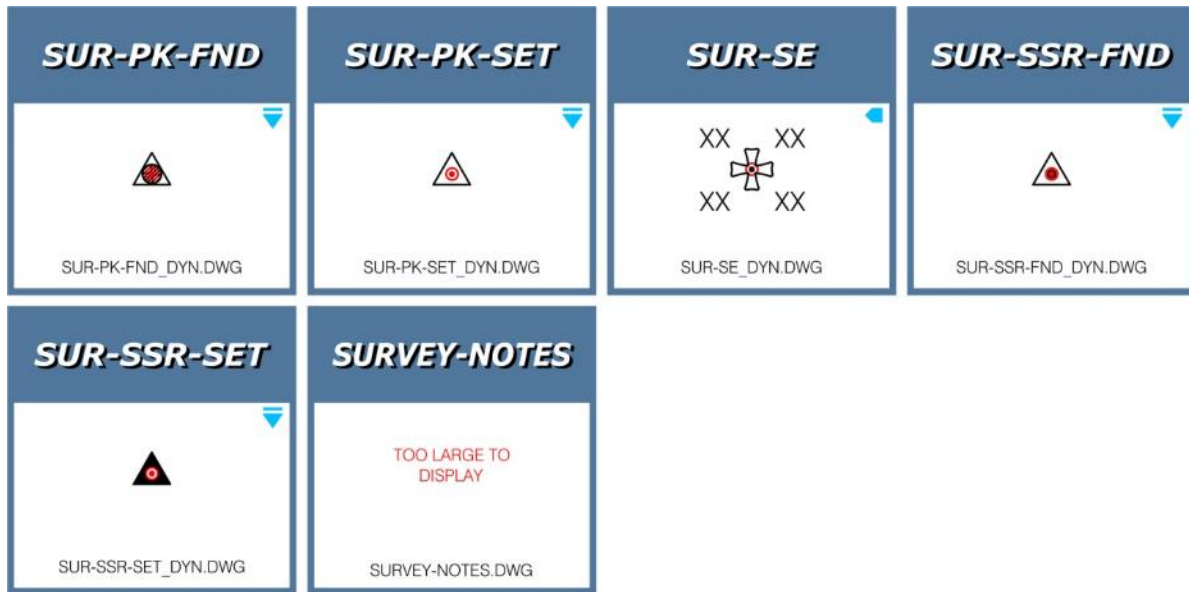 SUR-PK-FND
SUR-PK-SET
SUR-SE
SUR-SSR-FND
XX XX
XX XX
SUR-PK-FND_DYN.DWG
SUR-PK-SET_DYN.DWG
SUR-SE_DYN.DWG
SUR-SSR-FND_DYN.DWG
SUR-SSR-SET
SURVEY-NOTES
TOO LARGE TO
DISPLAY
SUR-SSR-SET_DYN.DWG
SURVEY-NOTES.DWG